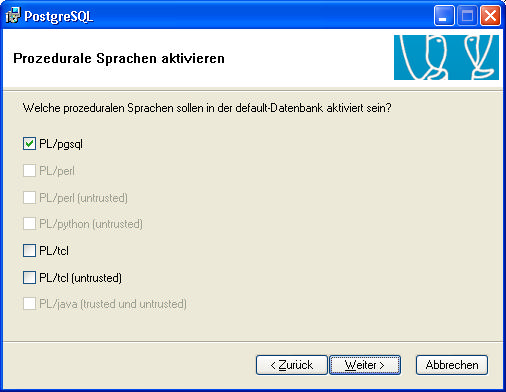 PostgreSQL
Prozedurale Sprachen aktivieren
Welche prozeduralen Sprachen sollen in der default-Datenbank aktiviert sein?
PL/pgsql
PL/perl
PL/perl (untrusted)
PL/python (untrusted)
PL/tcl
PL/tcl (untrusted)
PL/java (trusted und untrusted)
< Zurück Weiter > Abbrechen